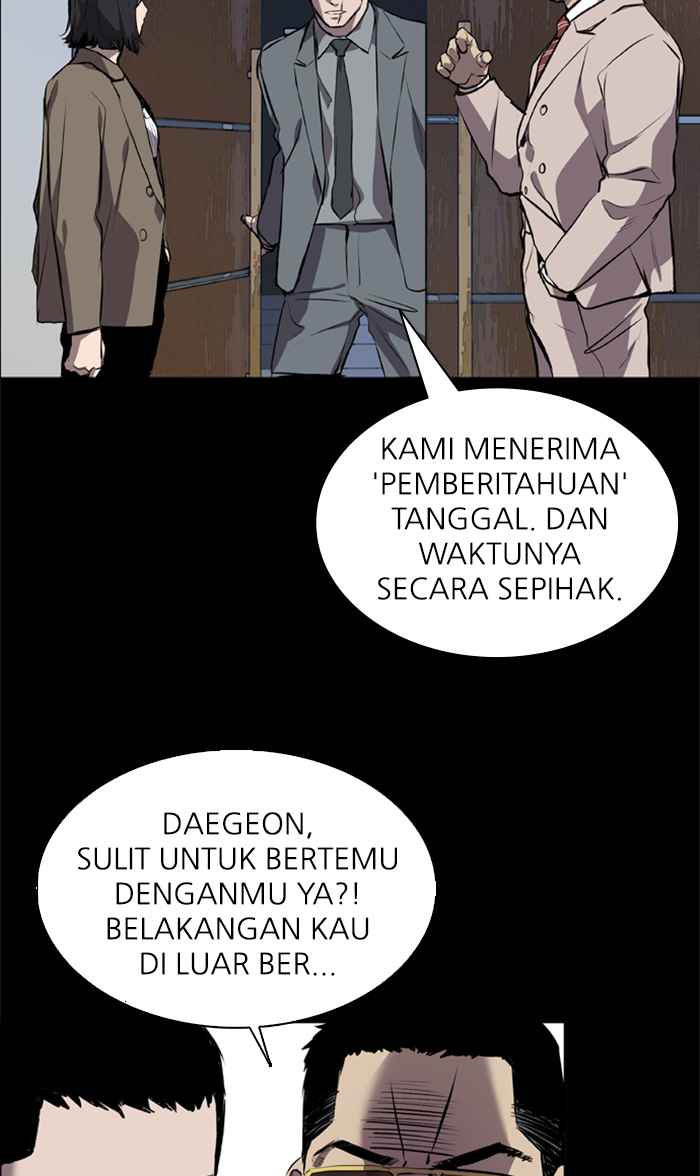 KAMI MENERIMA
'PEMBERITAHUAN'
TANGGAL. DAN
WAKTUNYA
SECARA SEPIHAK.
DAEGEON,
SULIT UNTUK BERTEMU
DENGANMU YA?!
BELAKANGAN KAU
DI LUAR BER...